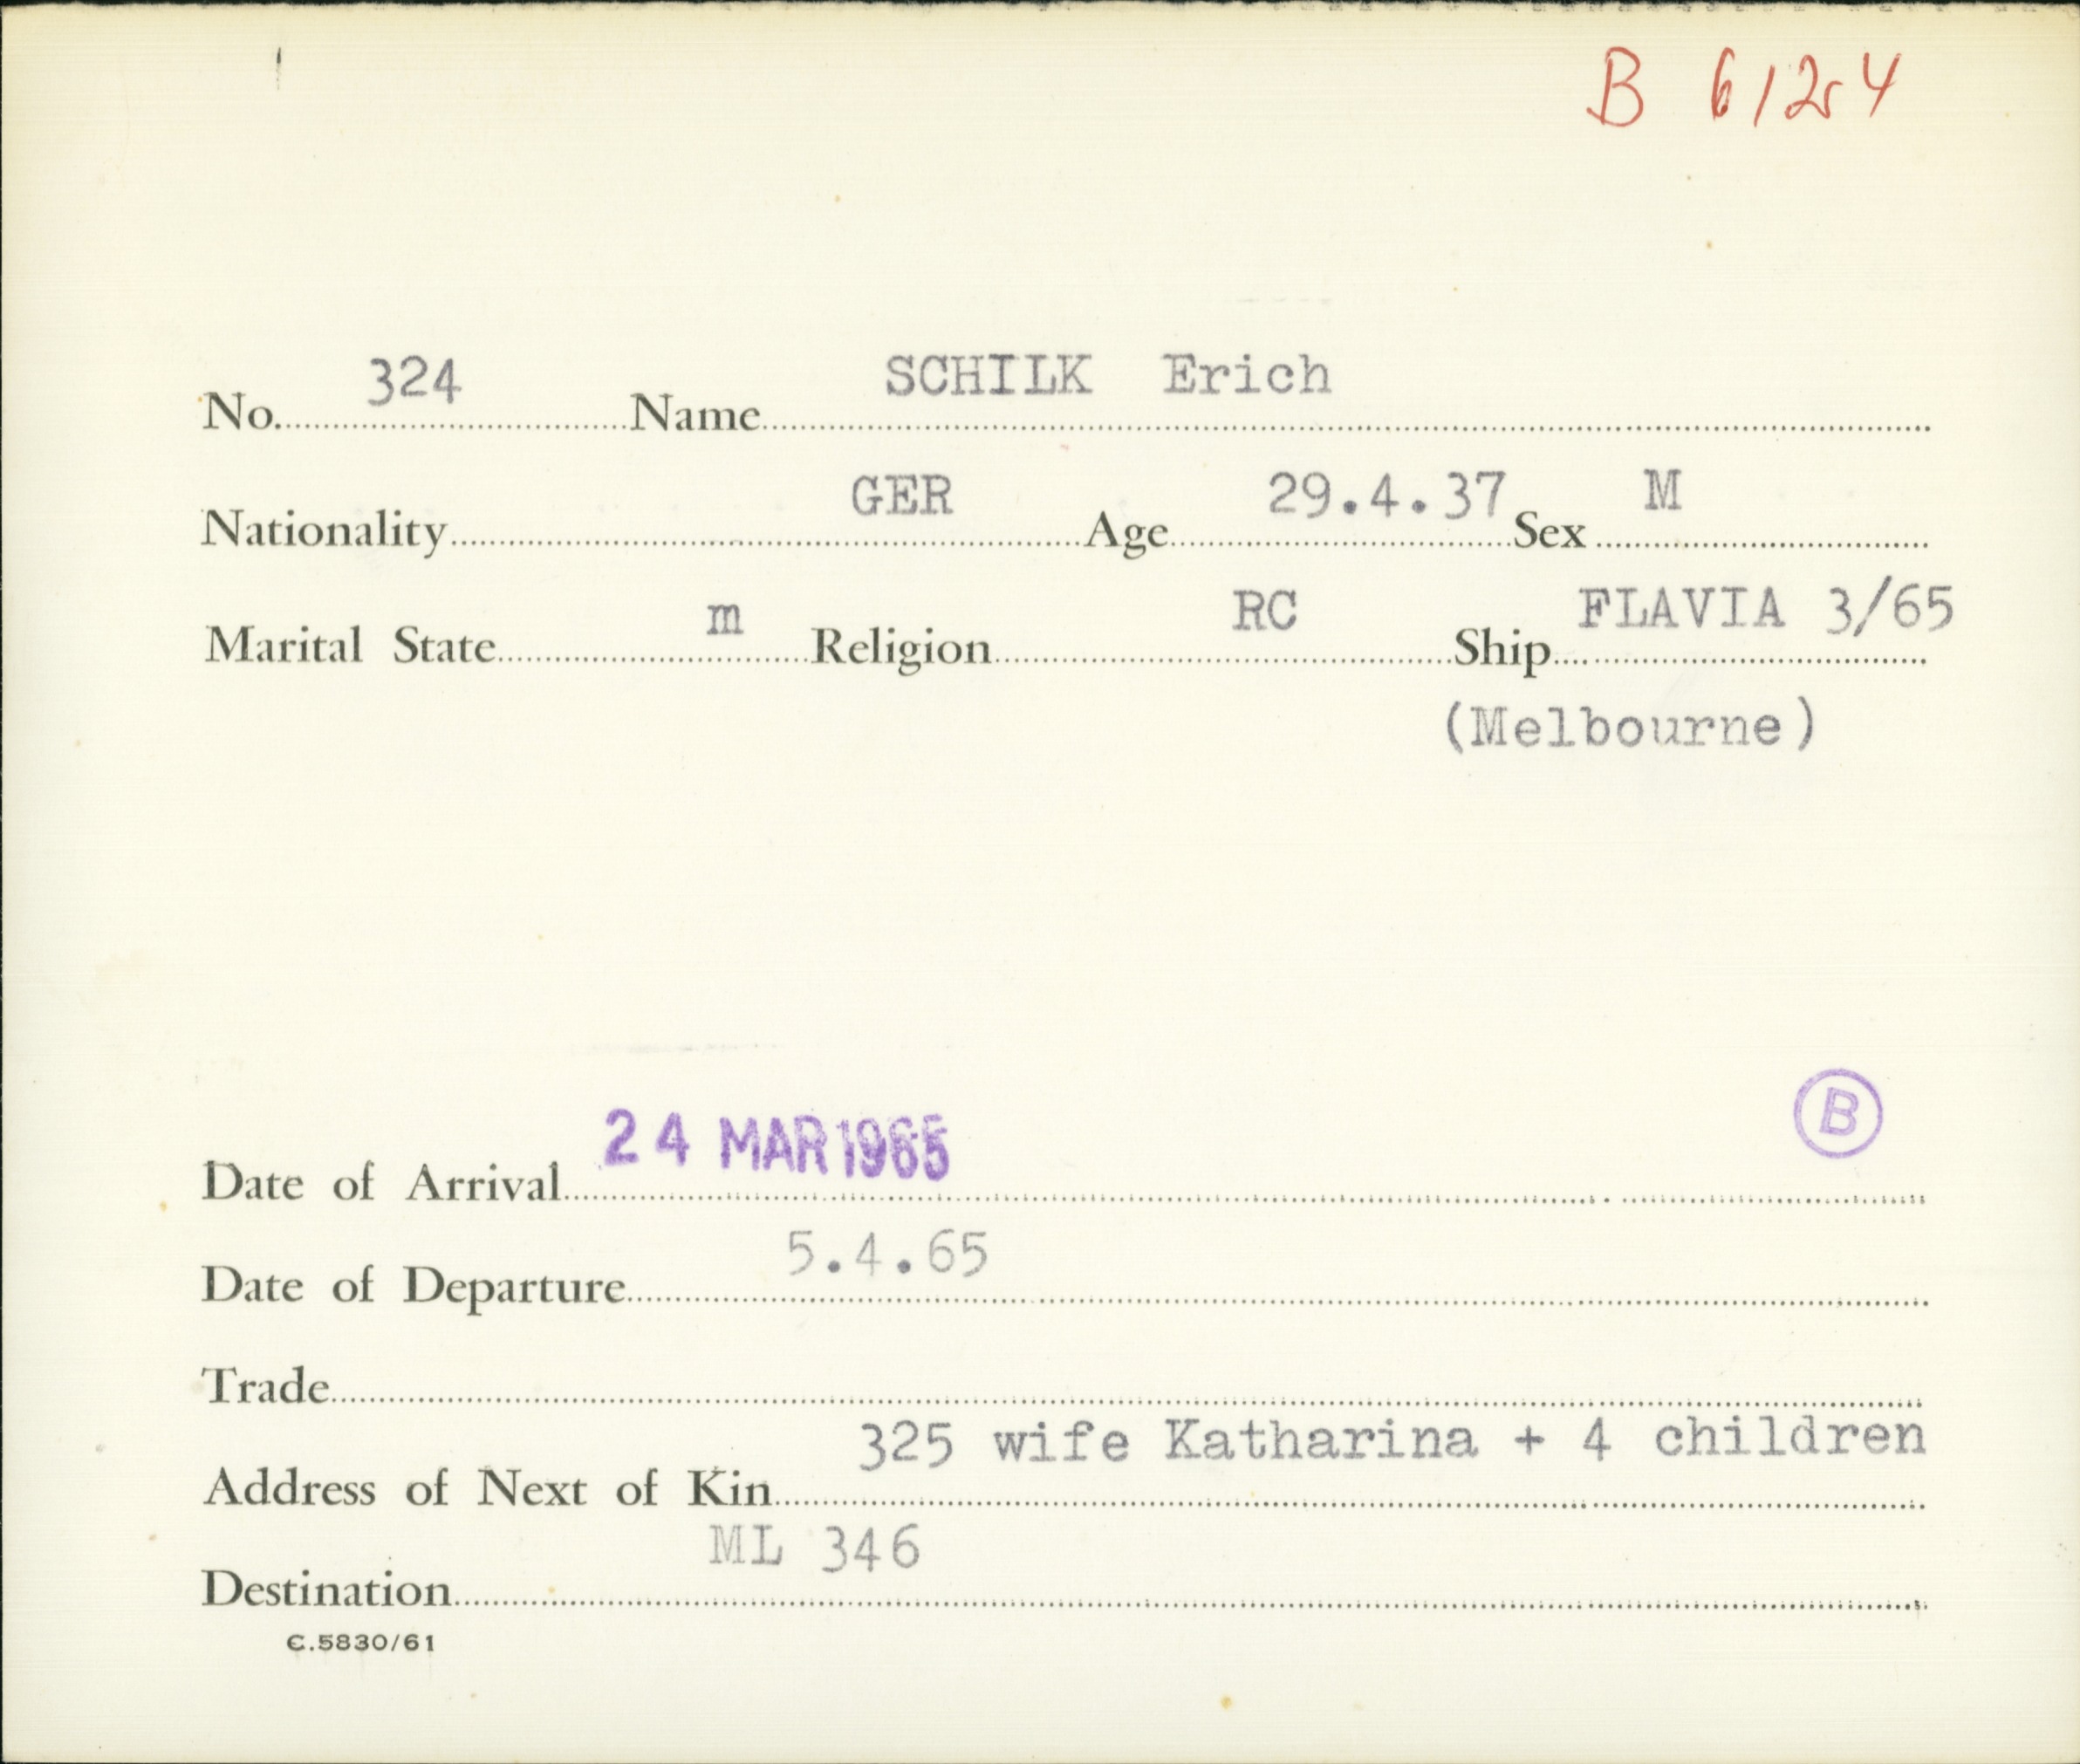 B 6124
No. 324 Name SCHILK Erich
Nationality GER Age 29.4.37 Sex M
Marital State m Religion RC Ship FLAVIA 3/65
(Melbourne)
B
Date of Arrival 24 MAR 1965
Date of Departure 5.4.65
Trade
Address of Next of Kin 325 wife Katharina + 4 children
Destination ML 346
C.5830/61